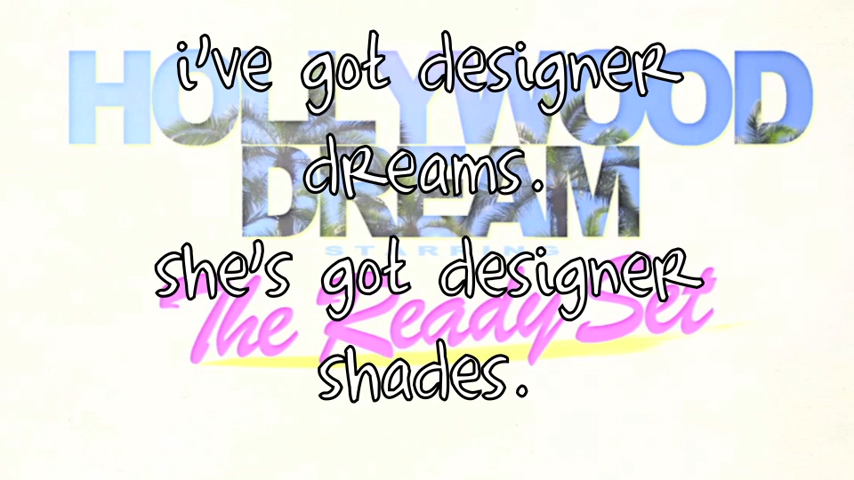 i've got designer
HOLLYWOOD
dreams.
DREAM
STARRING
she's got designer
The Ready Set
shades.